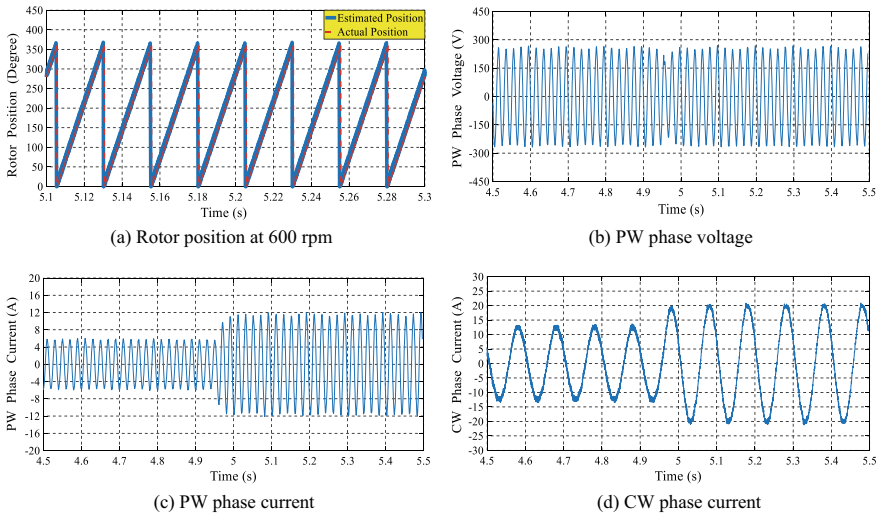 Rotor Position (Degree)
450
400
350
300
250
200
150
100
50
0
Estimated Position
Actual Position
5.1 5.12 5.14 5.16 5.18 5.2 5.22 5.24 5.26 5.28 5.3
Time (s)
(a) Rotor position at 600 rpm
PW Phase Voltage (V)
450
300
150
0
-150
-300
-450
4.5 4.6 4.7 4.8 4.9 5 5.1 5.2 5.3 5.4 5.5
Time (s)
(b) PW phase voltage
PW Phase Current (A)
20
16
12
8
4
0
-4
-8
-12
-16
-20
4.5 4.6 4.7 4.8 4.9 5 5.1 5.2 5.3 5.4 5.5
Time (s)
(c) PW phase current
CW Phase Current (A)
30
25
20
15
10
5
0
-5
-10
-15
-20
-25
-30
4.5 4.6 4.7 4.8 4.9 5 5.1 5.2 5.3 5.4 5.5
Time (s)
(d) CW phase current